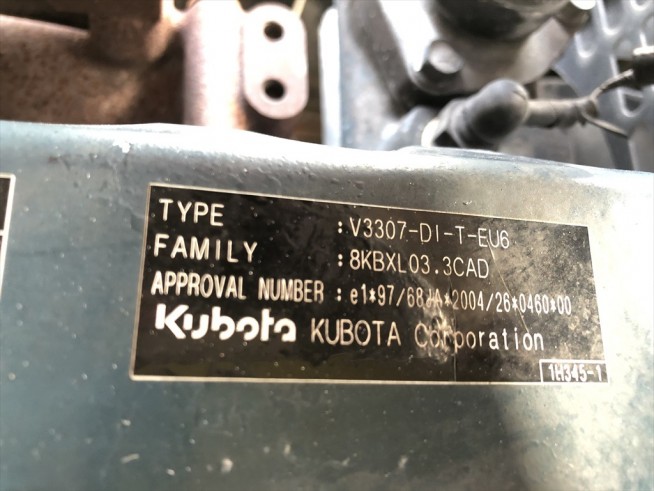 TYPE : V3307-DI-T-EU6
FAMILY : 8KBXL03.3CAD
APPROVAL NUMBER : e1*97/68JA*2004/26*0460*00
Kubota KUBOTA Corporation
1H345-1